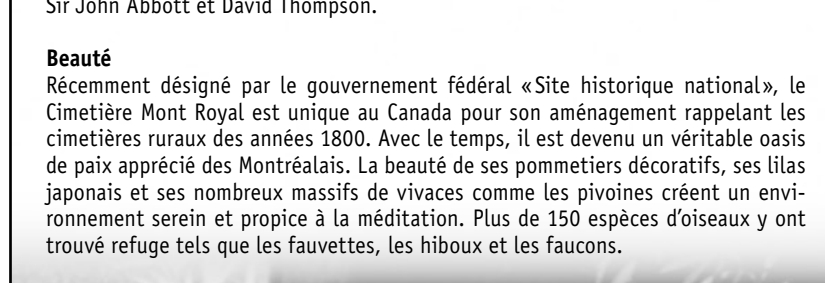 Sir John Abbott et David Thompson.
Beauté
Récemment désigné par le gouvernement fédéral «Site historique national», le
Cimetière Mont Royal est unique au Canada pour son aménagement rappelant les
cimetières ruraux des années 1800. Avec le temps, il est devenu un véritable oasis
de paix apprécié des Montréalais. La beauté de ses pommetiers décoratifs, ses lilas
japonais et ses nombreux massifs de vivaces comme les pivoines créent un envi-
ronnement serein et propice à la méditation. Plus de 150 espèces d'oiseaux y ont
trouvé refuge tels que les fauvettes, les hiboux et les faucons.